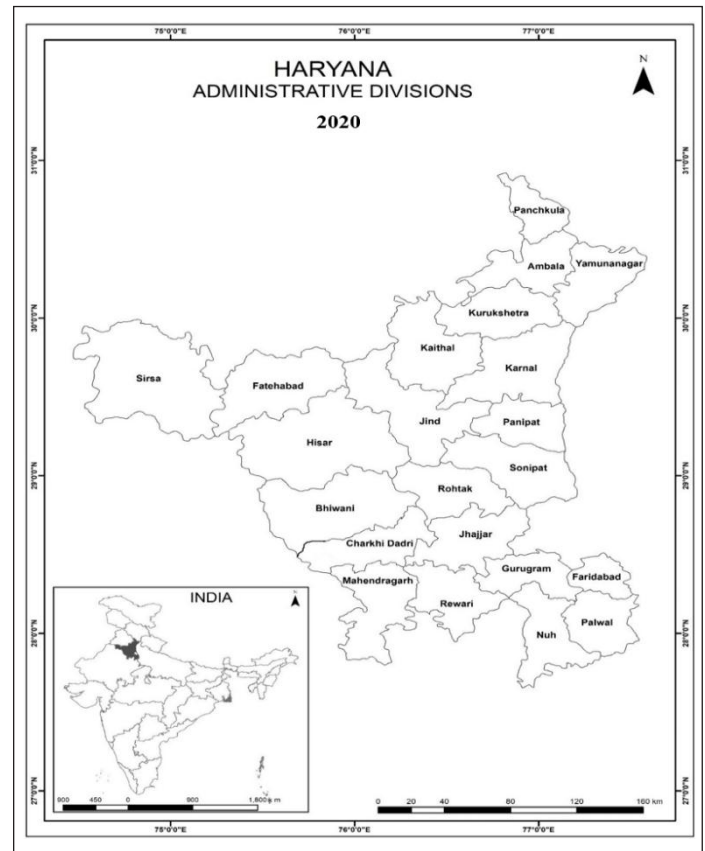 75°0'0"E 76°0'0"E 77°0'0"E
HARYANA
ADMINISTRATIVE DIVISIONS
2020
N
31°0'0"N
31°0'0"N
Panchkula
Ambala
Yamunanagar
30°0'0"N
30°0'0"N
Kurukshetra
Kaithal
Karnal
Sirsa
Fatehabad
Jind
Panipat
Hisar
Sonipat
29°0'0"N
29°0'0"N
Rohtak
Bhiwani
Jhajjar
Charkhi Dadri
Gurugram
Faridabad
Mahendragarh
Rewari
Palwal
Nuh
28°0'0"N
28°0'0"N
INDIA
900 450 0 900
27°0'0"N
27°0'0"N
0 20 40 80 120 160 km
75°0'0"E 76°0'0"E 77°0'0"E